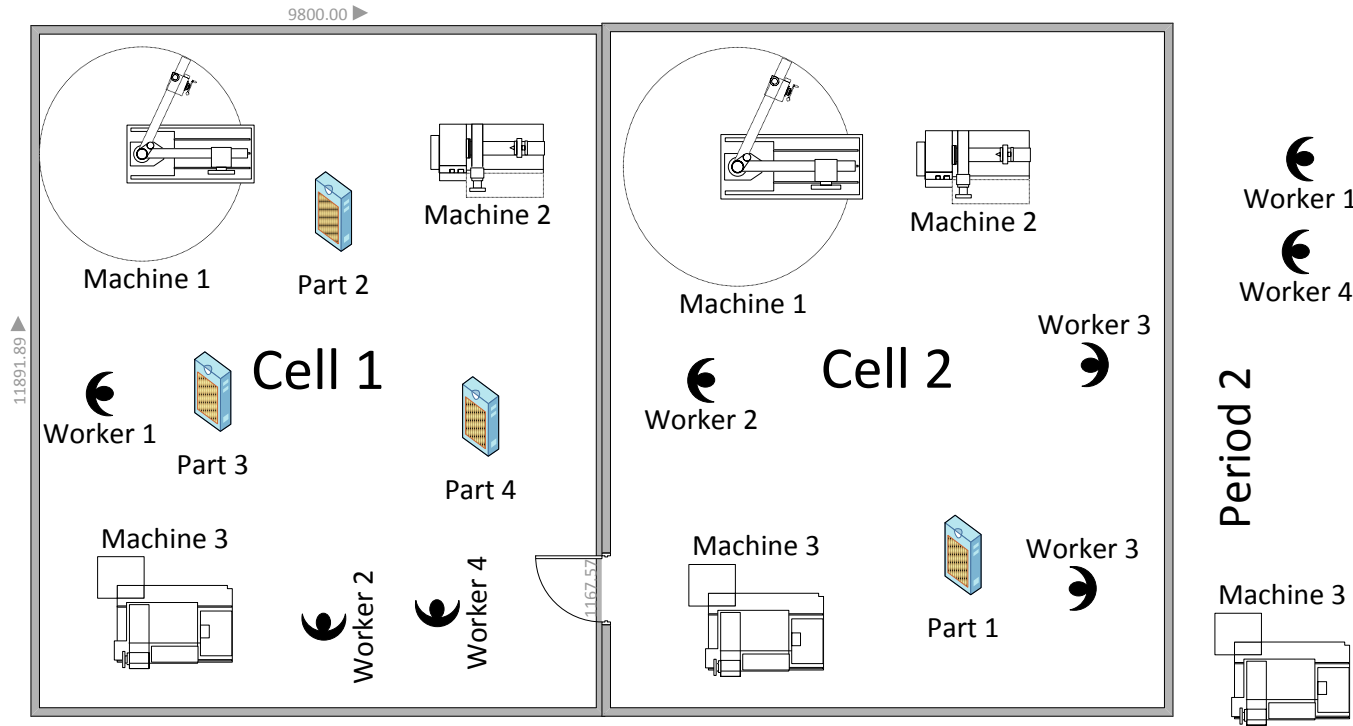 9800.00
11891.89
Machine 1
Part 2
Machine 2
Cell 1
Worker 1
Part 3
Part 4
Machine 3
Worker 2
Worker 4
1167.57
Machine 1
Machine 2
Worker 3
Cell 2
Worker 2
Machine 3
Part 1
Worker 3
Worker 1
Worker 4
Period 2
Machine 3